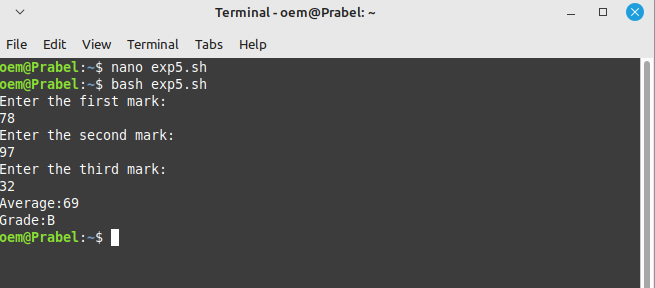 Terminal - oem@Prabel: ~
File Edit View Terminal Tabs Help
oem@Prabel:~$ nano exp5.sh
oem@Prabel:~$ bash exp5.sh
Enter the first mark:
78
Enter the second mark:
97
Enter the third mark:
32
Average:69
Grade:B
oem@Prabel:~$